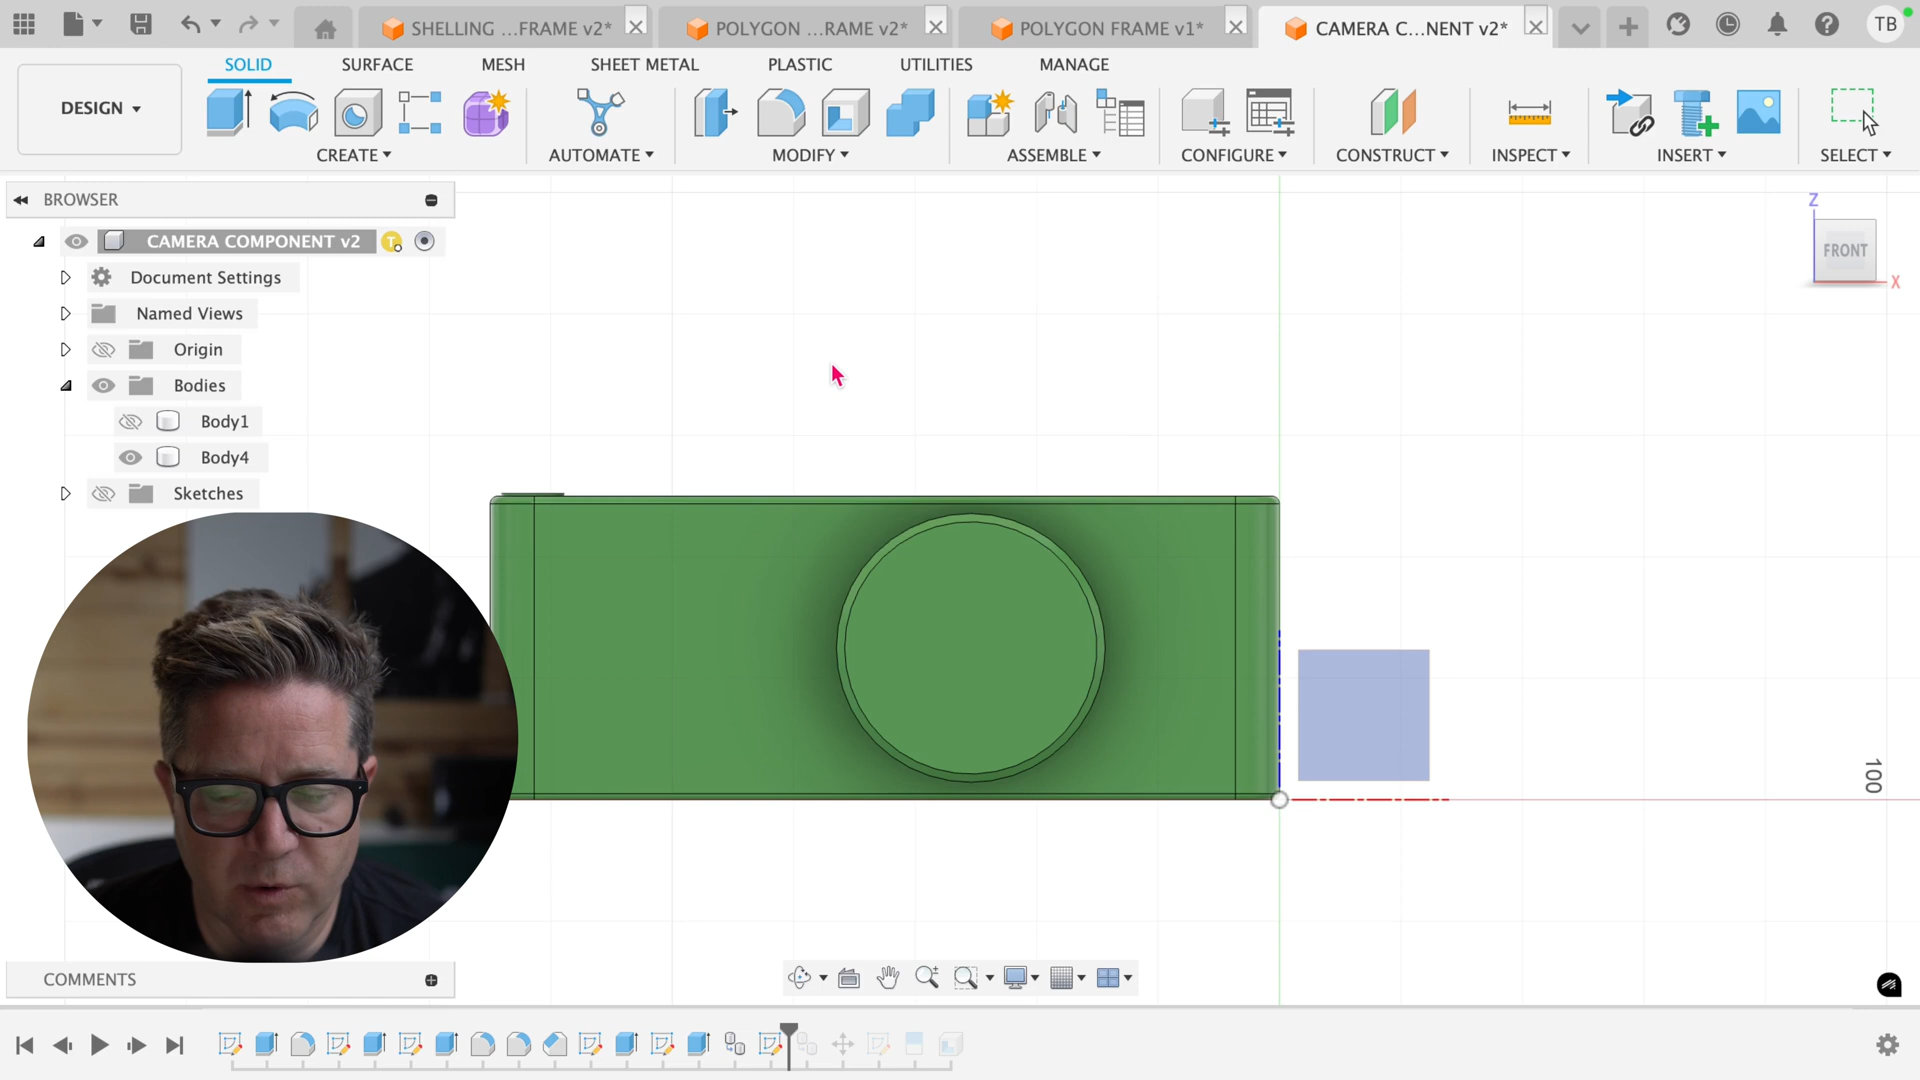 SHELLING ...FRAME v2*
POLYGON ...RAME v2*
POLYGON FRAME v1*
CAMERA C...NENT v2*
TB
DESIGN
SOLID
SURFACE
MESH
SHEET METAL
PLASTIC
UTILITIES
MANAGE
CREATE
AUTOMATE
MODIFY
ASSEMBLE
CONFIGURE
CONSTRUCT
INSPECT
INSERT
SELECT
BROWSER
CAMERA COMPONENT v2
T
Document Settings
Named Views
Origin
Bodies
Body1
Body4
Sketches
Z
FRONT
X
100
COMMENTS